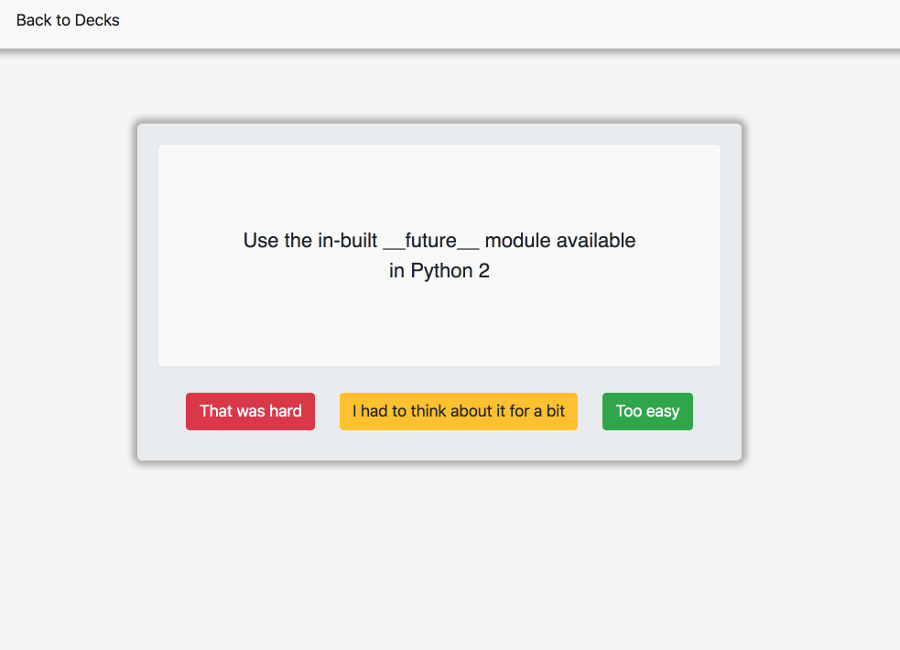 Back to Decks
Use the in-built __future__ module available
in Python 2
That was hard
I had to think about it for a bit
Too easy